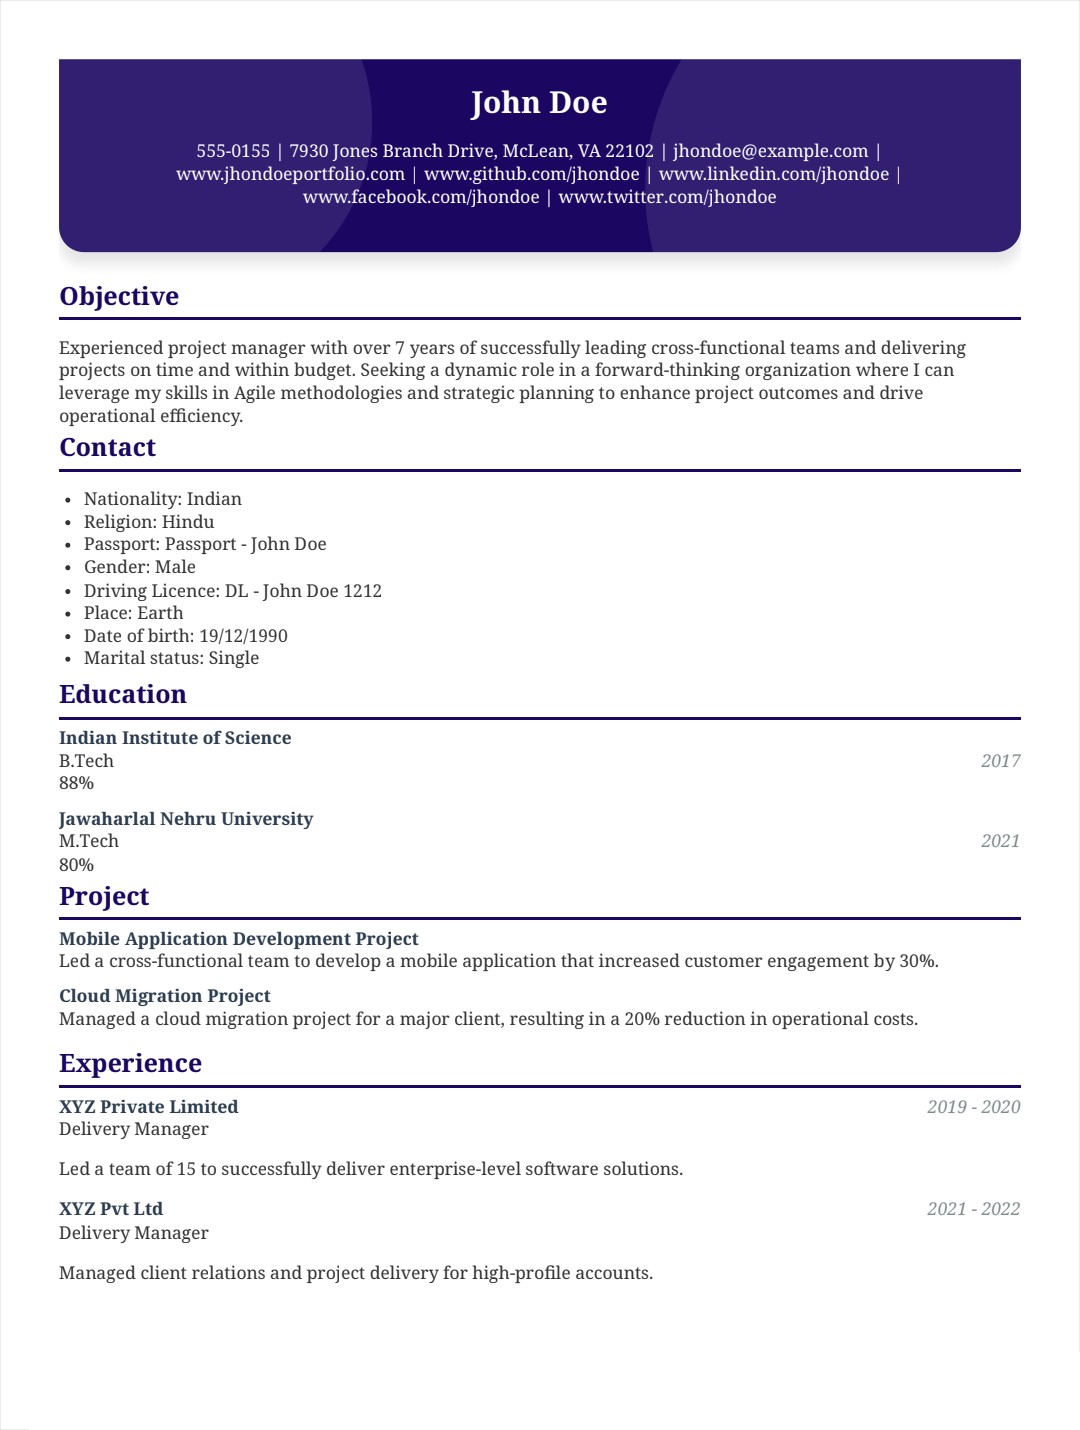 John Doe
555-0155 | 7930 Jones Branch Drive, McLean, VA 22102 | jhondoe@example.com |
www.jhondoeportfolio.com | www.github.com/jhondoe | www.linkedin.com/jhondoe |
www.facebook.com/jhondoe | www.twitter.com/jhondoe
Objective
Experienced project manager with over 7 years of successfully leading cross-functional teams and delivering
projects on time and within budget. Seeking a dynamic role in a forward-thinking organization where I can
leverage my skills in Agile methodologies and strategic planning to enhance project outcomes and drive
operational efficiency.
Contact
• Nationality: Indian
• Religion: Hindu
• Passport: Passport - John Doe
• Gender: Male
• Driving Licence: DL - John Doe 1212
• Place: Earth
• Date of birth: 19/12/1990
• Marital status: Single
Education
Indian Institute of Science
B.Tech 2017
88%
Jawaharlal Nehru University
M.Tech 2021
80%
Project
Mobile Application Development Project
Led a cross-functional team to develop a mobile application that increased customer engagement by 30%.
Cloud Migration Project
Managed a cloud migration project for a major client, resulting in a 20% reduction in operational costs.
Experience
XYZ Private Limited 2019 - 2020
Delivery Manager
Led a team of 15 to successfully deliver enterprise-level software solutions.
XYZ Pvt Ltd 2021 - 2022
Delivery Manager
Managed client relations and project delivery for high-profile accounts.